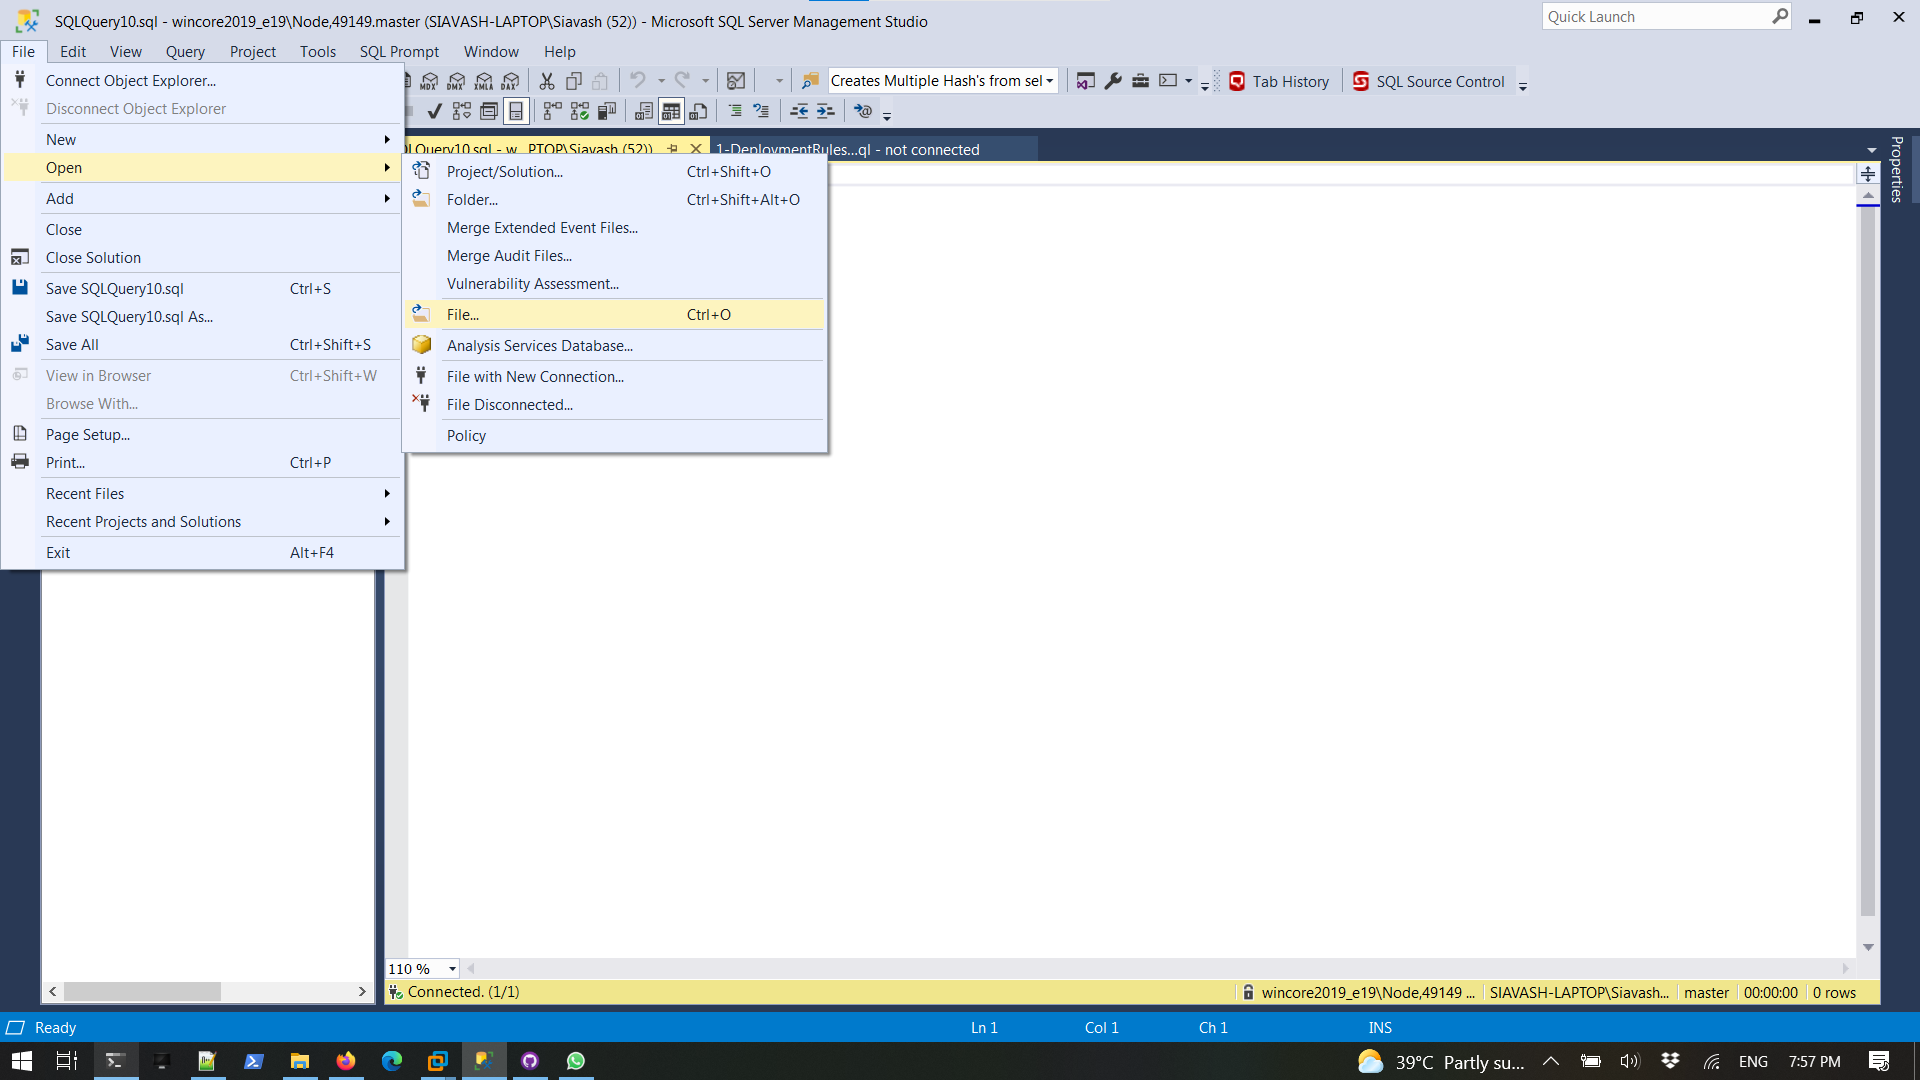 SQLQuery10.sql - wincore2019_e19\Node,49149.master (SIAVASH-LAPTOP\Siavash (52)) - Microsoft SQL Server Management Studio
Quick Launch
File Edit View Query Project Tools SQL Prompt Window Help
Connect Object Explorer...
MDX DMX XMLA DAX
Creates Multiple Hash's from sel
Tab History
SQL Source Control
Disconnect Object Explorer
New
Open
Add
Close
Close Solution
Save SQLQuery10.sql Ctrl+S
Save SQLQuery10.sql As...
Save All Ctrl+Shift+S
View in Browser Ctrl+Shift+W
Browse With...
Page Setup...
Print... Ctrl+P
Recent Files
Recent Projects and Solutions
Exit Alt+F4
QLQuery10.sql - w...PTOP\Siavash (52))
1-DeploymentRules...ql - not connected
Project/Solution... Ctrl+Shift+O
Folder... Ctrl+Shift+Alt+O
Merge Extended Event Files...
Merge Audit Files...
Vulnerability Assessment...
File... Ctrl+O
Analysis Services Database...
File with New Connection...
File Disconnected...
Policy
Properties
110 %
Connected. (1/1)
wincore2019_e19\Node,49149 ...
SIAVASH-LAPTOP\Siavash...
master
00:00:00
0 rows
Ready
Ln 1
Col 1
Ch 1
INS
39°C Partly su...
ENG
7:57 PM